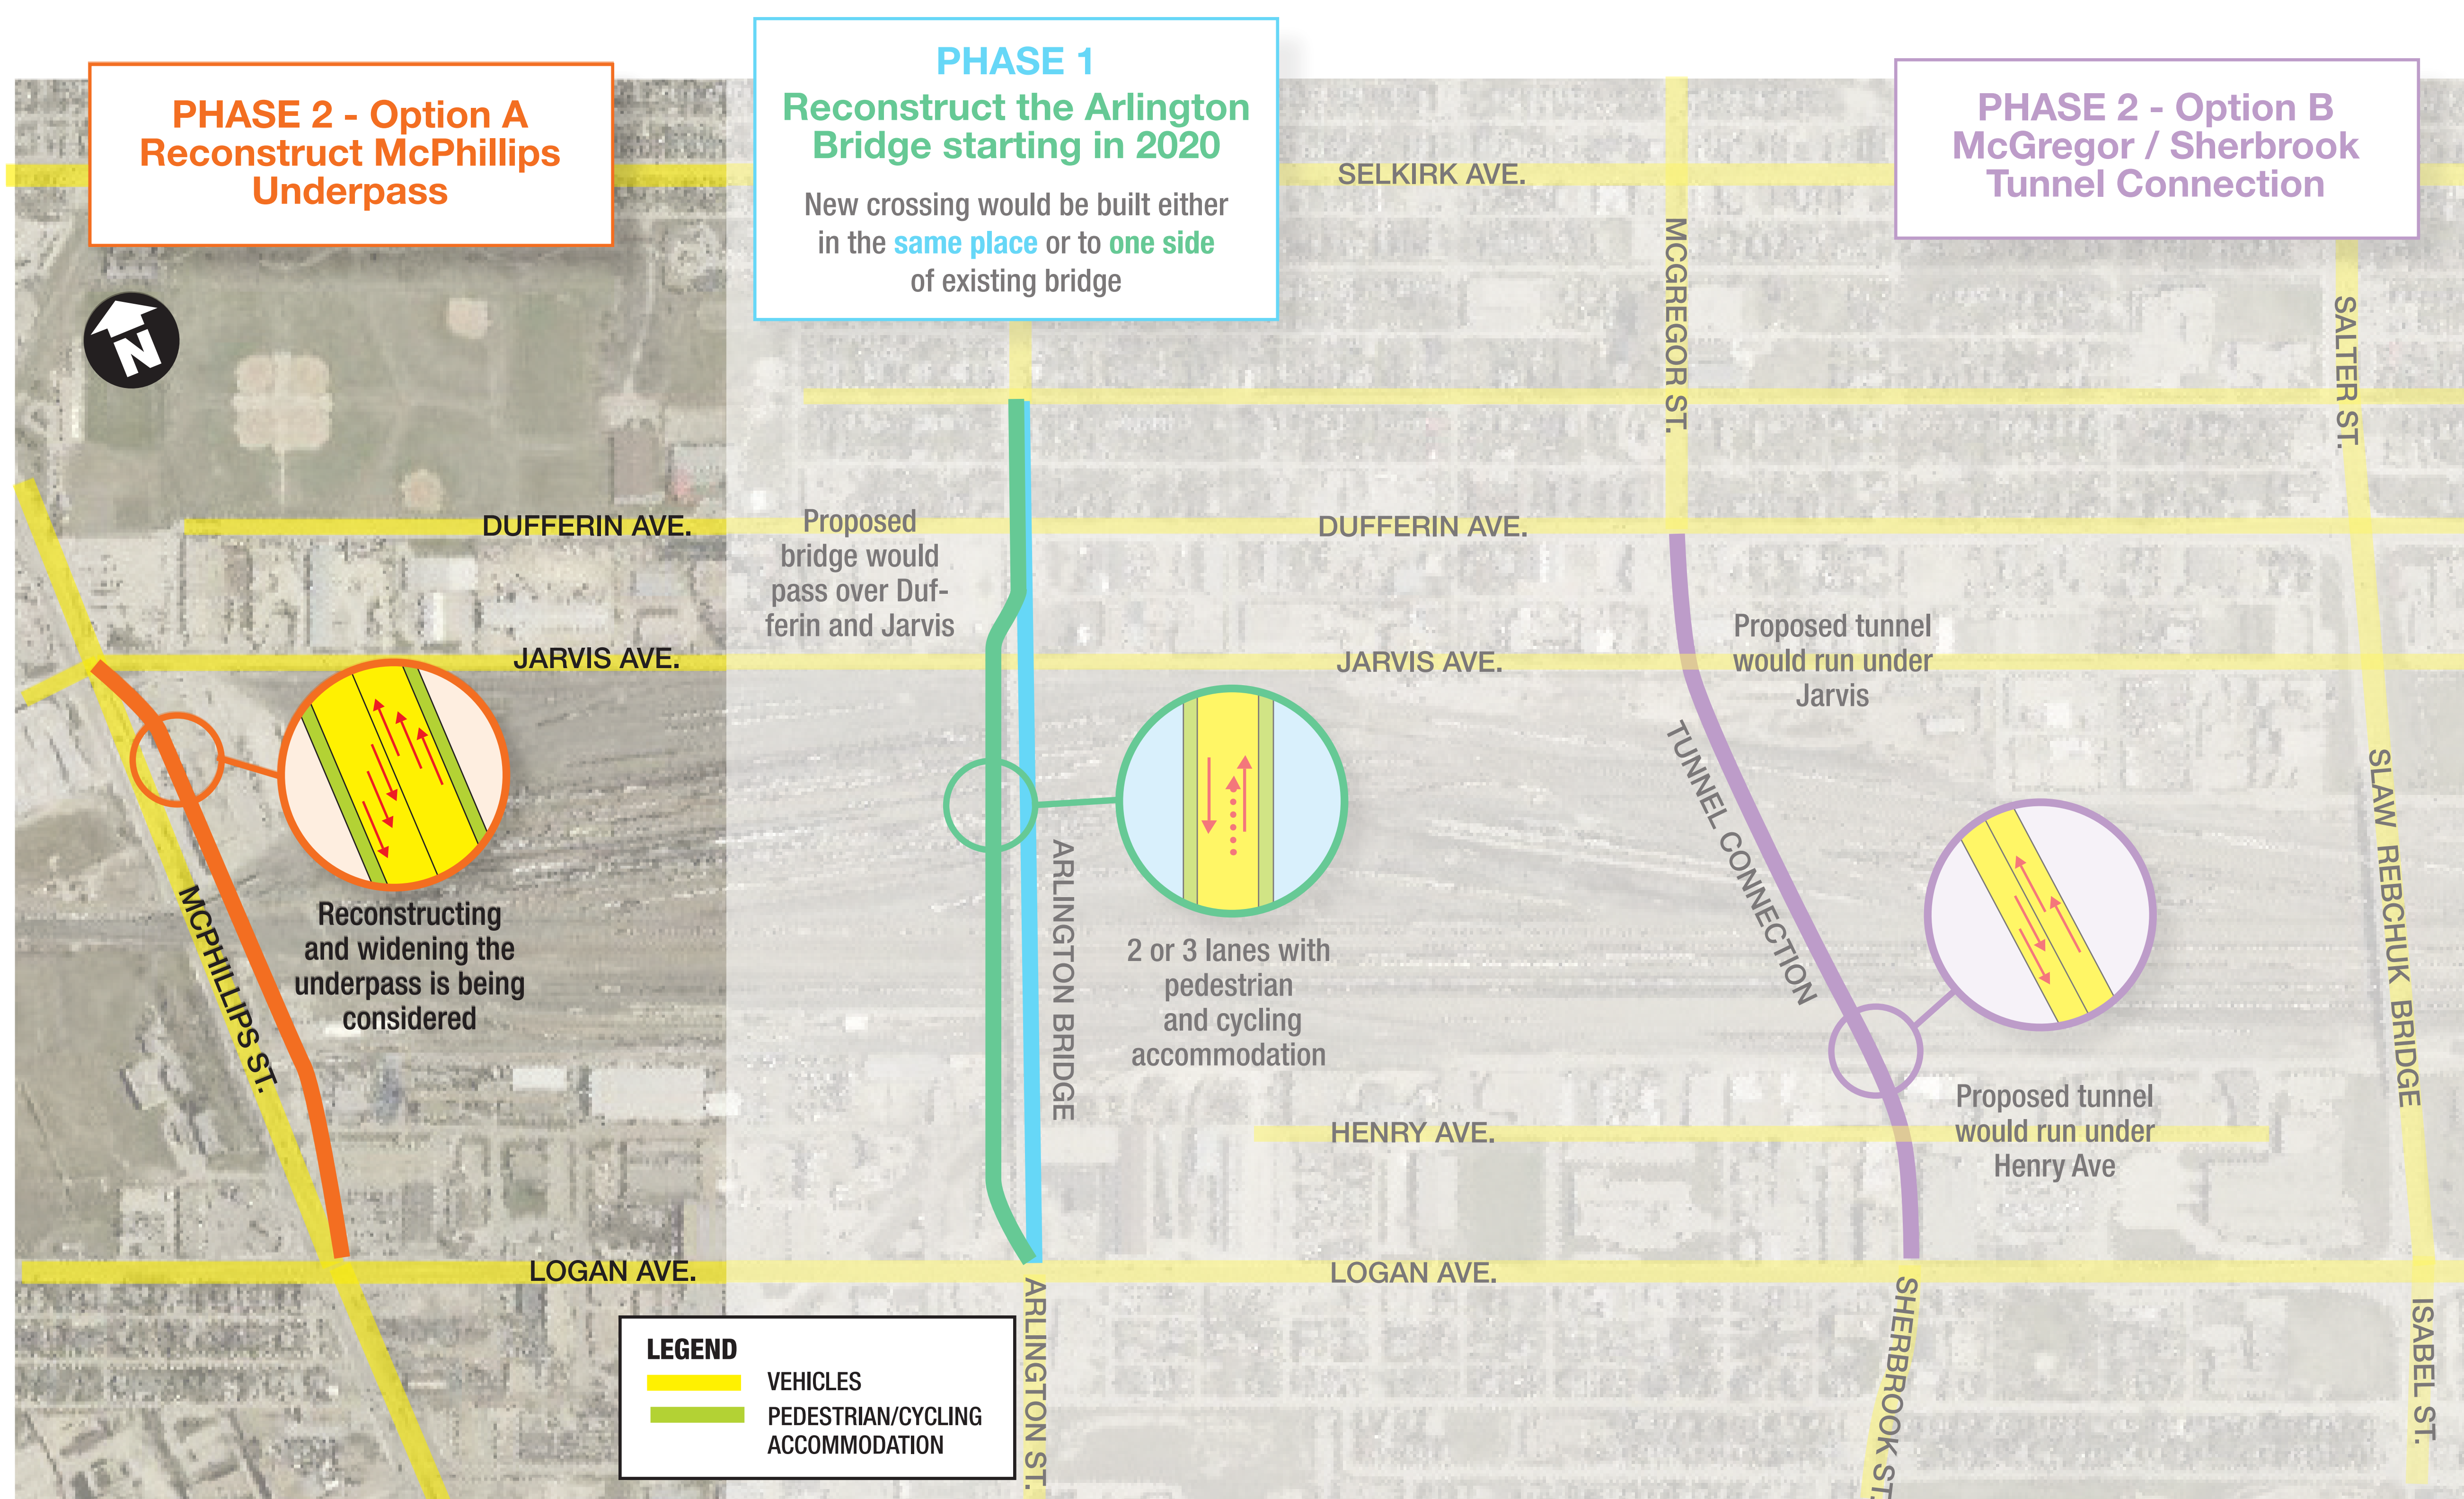 PHASE 2 - Option A
Reconstruct McPhillips
Underpass
PHASE 1
Reconstruct the Arlington
Bridge starting in 2020
New crossing would be built either
in the same place or to one side
of existing bridge
PHASE 2 - Option B
McGregor / Sherbrook
Tunnel Connection
SELKIRK AVE.
MCGREGOR ST.
SALTER ST.
N
DUFFERIN AVE.
Proposed
bridge would
pass over Duf-
ferin and Jarvis
DUFFERIN AVE.
JARVIS AVE.
JARVIS AVE.
Proposed tunnel
would run under
Jarvis
TUNNEL CONNECTION
SLAW REBCHUK BRIDGE
MCPHILLIPS ST.
Reconstructing
and widening the
underpass is being
considered
ARLINGTON BRIDGE
2 or 3 lanes with
pedestrian
and cycling
accommodation
HENRY AVE.
Proposed tunnel
would run under
Henry Ave
LOGAN AVE.
LOGAN AVE.
ARLINGTON ST.
SHERBROOK ST.
ISABEL ST.
LEGEND
VEHICLES
PEDESTRIAN/CYCLING
ACCOMMODATION